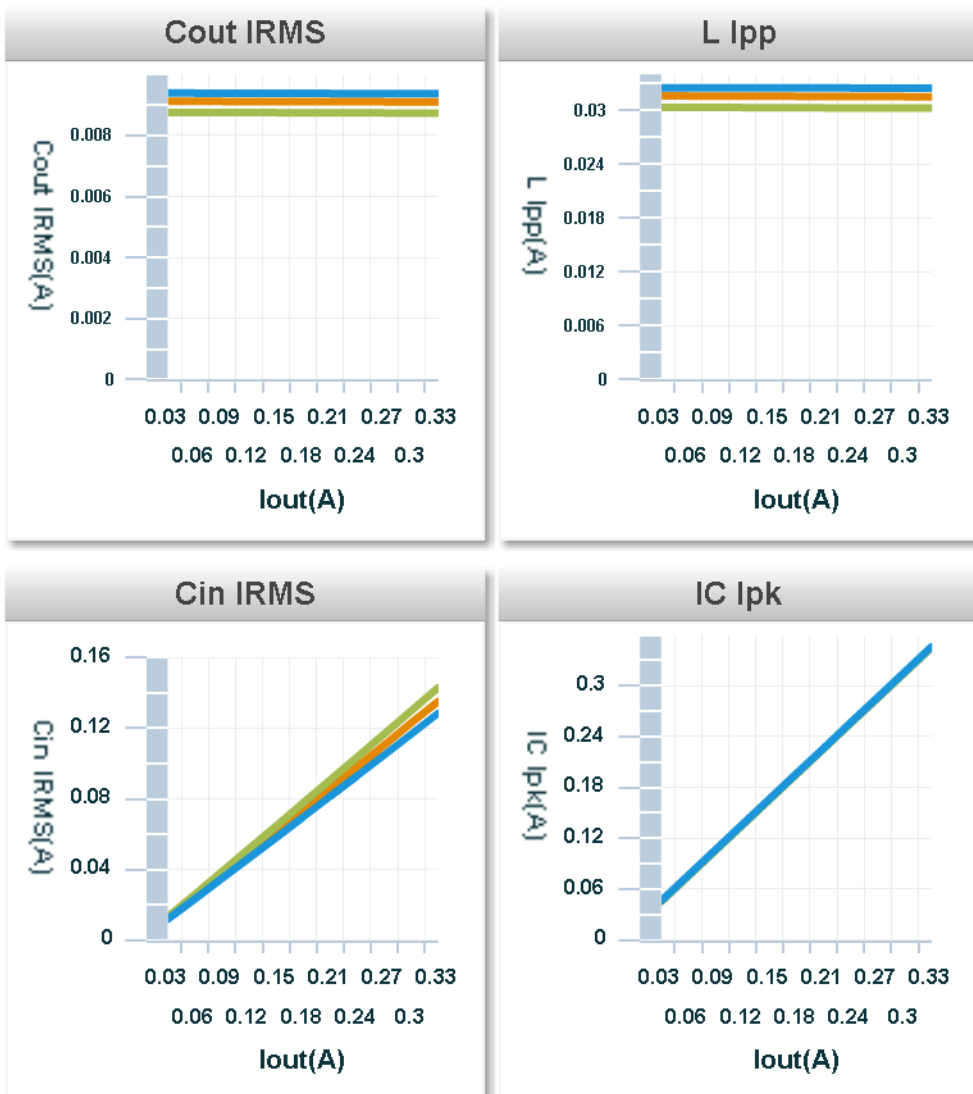 Cout IRMS
Cout IRMS(A)
0.008
0.006
0.004
0.002
0
0.03 0.09 0.15 0.21 0.27 0.33
0.06 0.12 0.18 0.24 0.3
Iout(A)
L Ipp
L Ipp(A)
0.03
0.024
0.018
0.012
0.006
0
0.03 0.09 0.15 0.21 0.27 0.33
0.06 0.12 0.18 0.24 0.3
Iout(A)
Cin IRMS
Cin IRMS(A)
0.16
0.12
0.08
0.04
0
0.03 0.09 0.15 0.21 0.27 0.33
0.06 0.12 0.18 0.24 0.3
Iout(A)
IC Ipk
IC Ipk(A)
0.3
0.24
0.18
0.12
0.06
0
0.03 0.09 0.15 0.21 0.27 0.33
0.06 0.12 0.18 0.24 0.3
Iout(A)